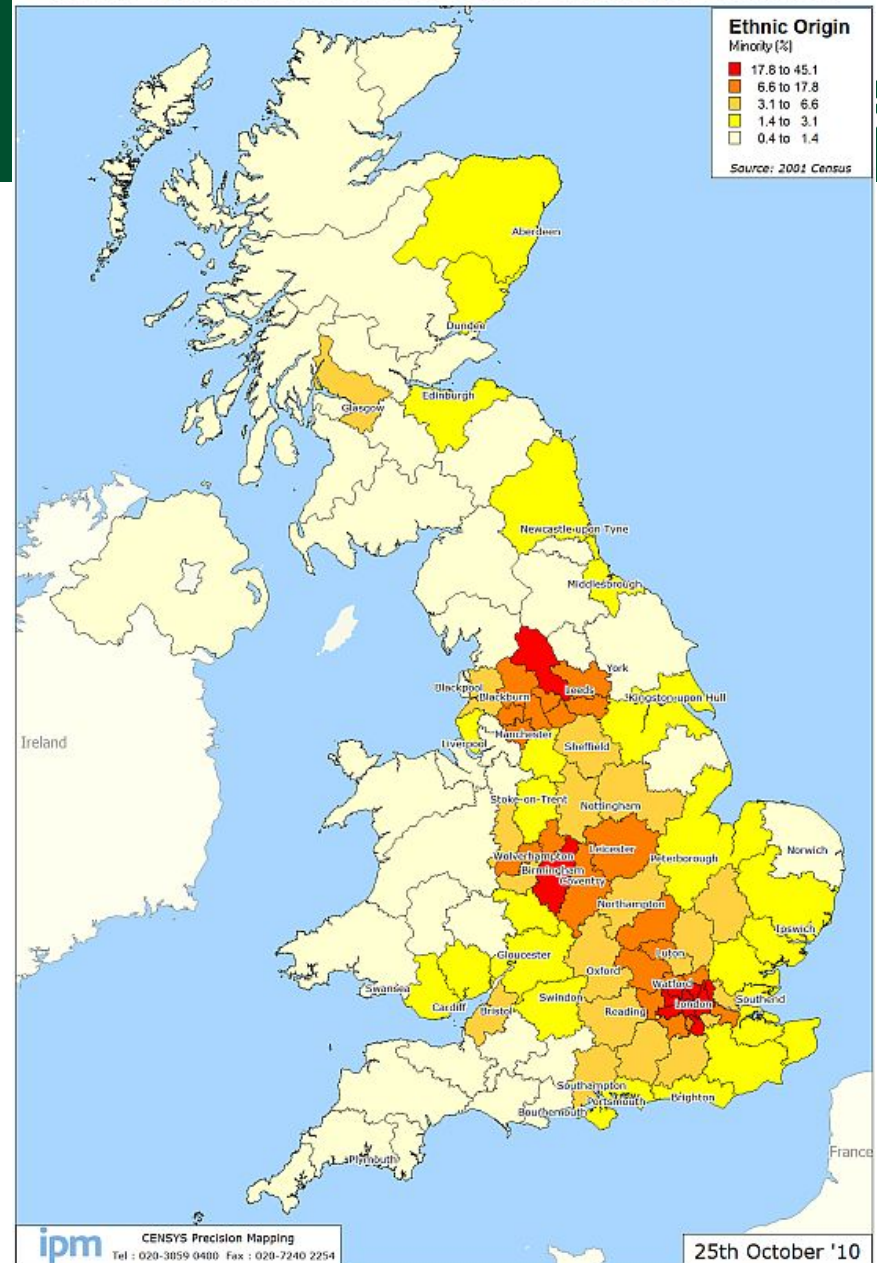 Ethnic Origin
Minority (%)
17.8 to 45.1
6.6 to 17.8
3.1 to 6.6
1.4 to 3.1
0.4 to 1.4
Source: 2001 Census
Aberdeen
Dundee
Edinburgh
Glasgow
Newcastle-upon Tyne
Middlesbrough
York
Blackpool
Leeds
Blackburn
Kingston-upon Hull
Manchester
Ireland
Liverpool
Sheffield
Stoke-on-Trent
Nottingham
Leicester
Norwich
Wolverhampton
Peterborough
Birmingham
Coventry
Northampton
Ipswich
Gloucester
Luton
Oxford
Watford
Swansea
Swindon
London
Southend
Cardiff
Bristol
Reading
Southampton
Brighton
Portsmouth
Bournemouth
France
Plymouth
ipm
CENSYS Precision Mapping
Tel : 020-3059 0400 Fax : 020-7240 2254
25th October '10